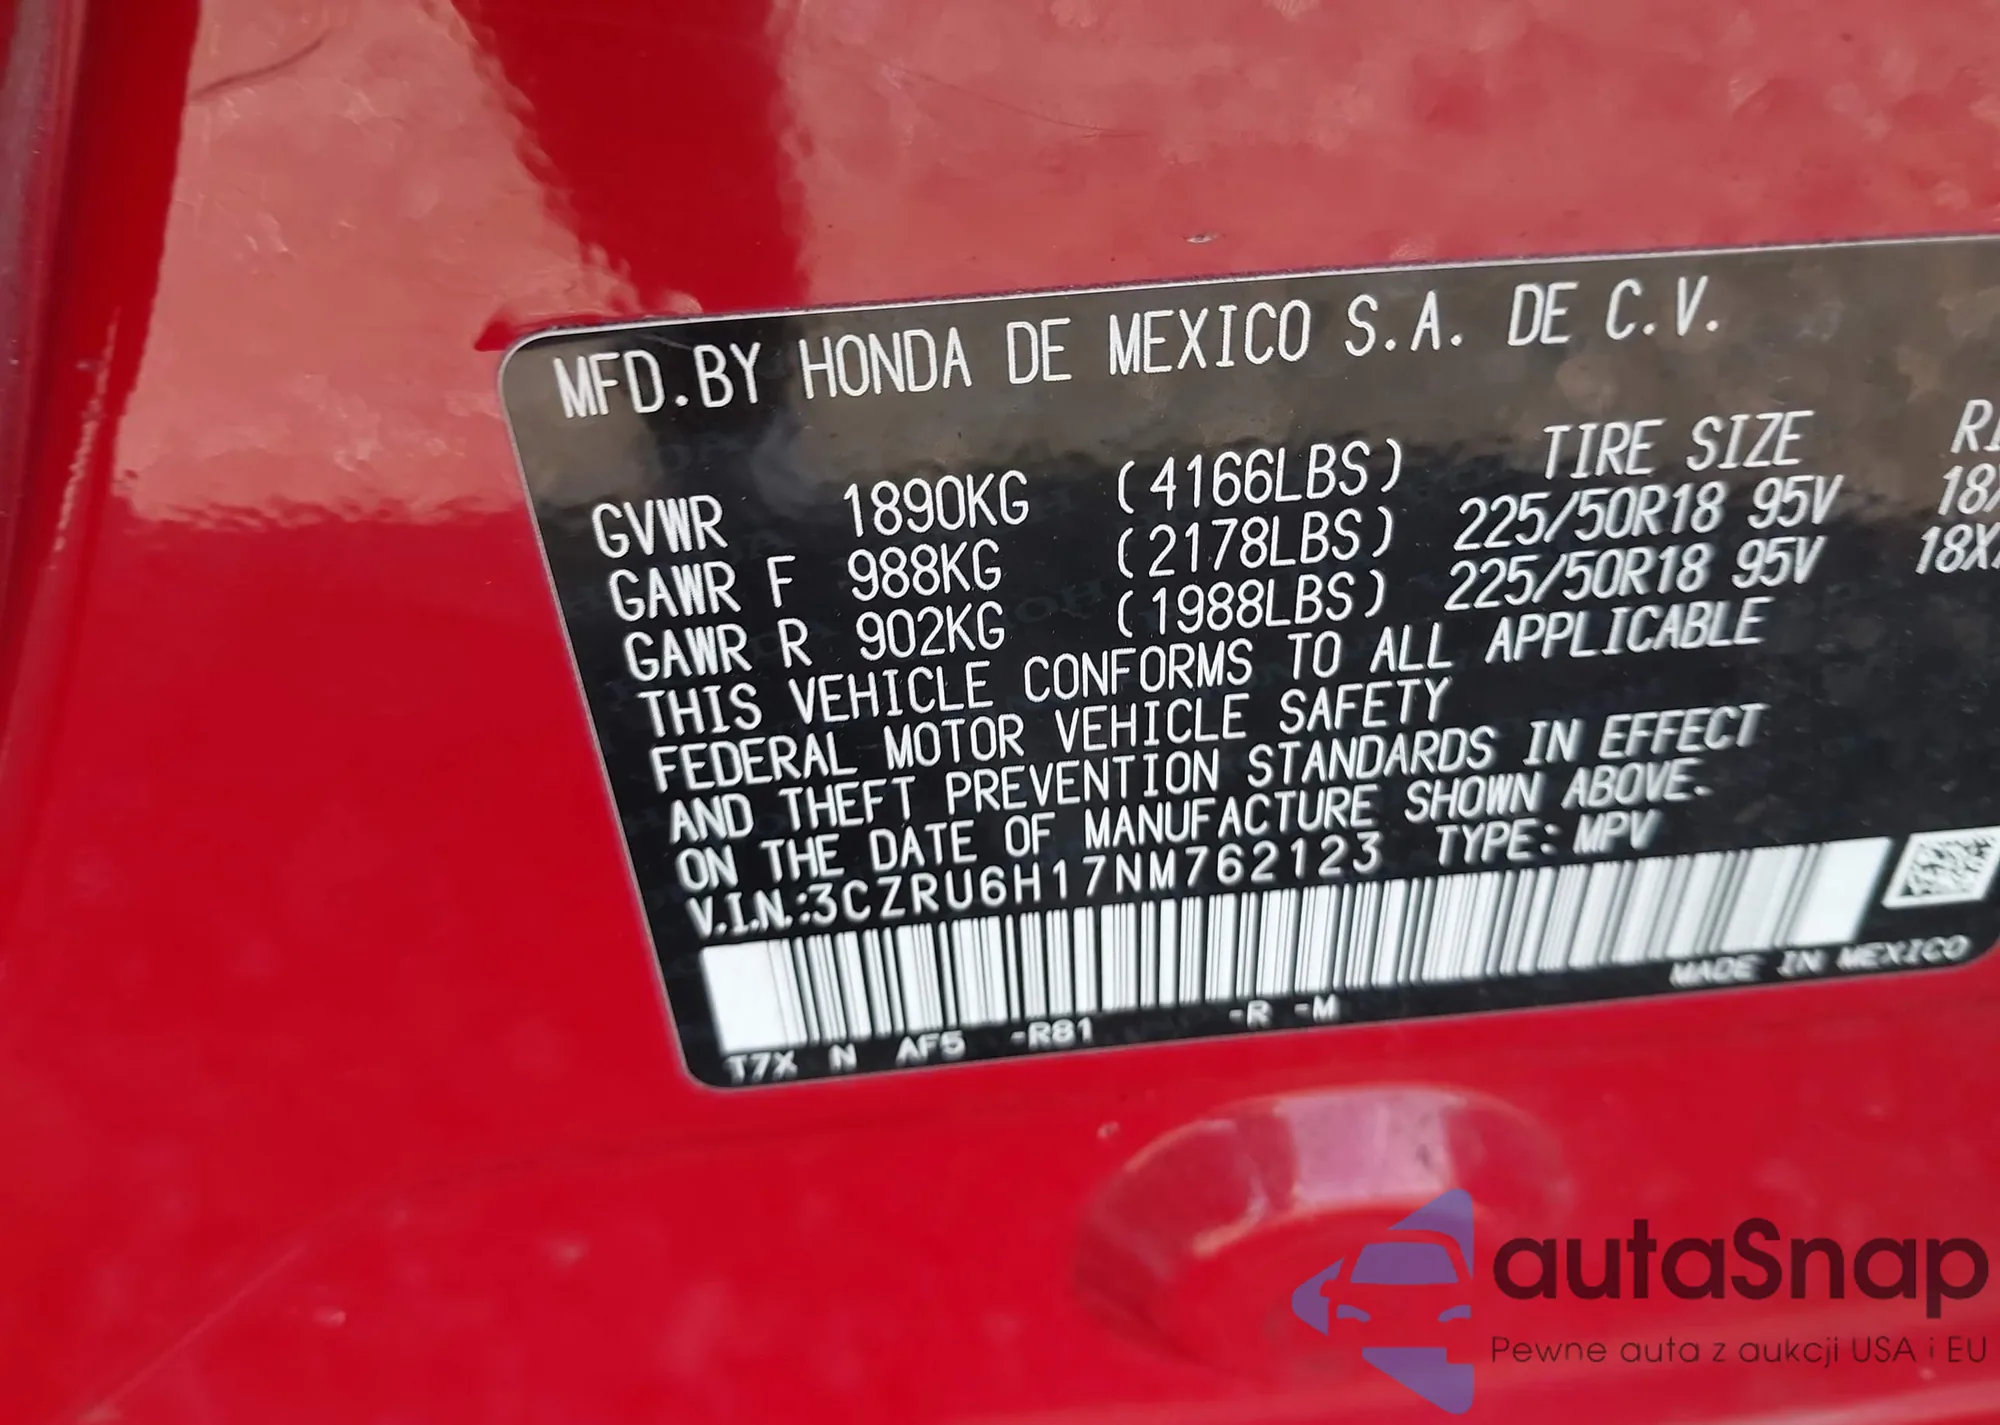 MFD.BY HONDA DE MEXICO S.A. DE C.V.
TIRE SIZE
GVWR 1890KG (4166LBS)
GAWR F 988KG (2178LBS) 225/50R18 95V
GAWR R 902KG (1988LBS) 225/50R18 95V
THIS VEHICLE CONFORMS TO ALL APPLICABLE
FEDERAL MOTOR VEHICLE SAFETY
AND THEFT PREVENTION STANDARDS IN EFFECT
ON THE DATE OF MANUFACTURE SHOWN ABOVE.
V.I.N.:3CZRU6H17NM762123 TYPE: MPV
MADE IN MEXICO
T7X N AF5 -R81 -R -M
autaSnap
Pewne auta z aukcji USA i EU